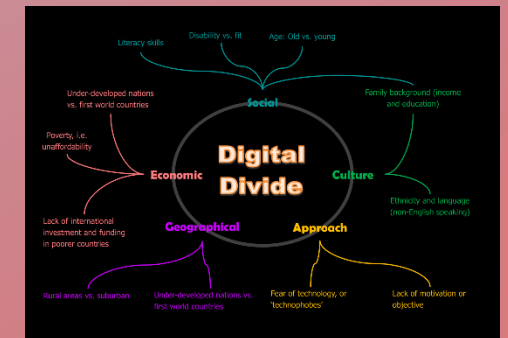 Literacy skills
Disability vs. fit
Age: Old vs. young
Social
Under-developed nations
vs. first world countries
Poverty, i.e.
unaffordability
Lack of international
investment and funding
in poorer countries
Economic
Digital
Divide
Family background (income
and education)
Culture
Ethnicity and language
(non-English speaking)
Geographical
Rural areas vs. suburban
Under-developed nations vs.
first world countries
Approach
Fear of technology, or
'technophobes'
Lack of motivation or
objective